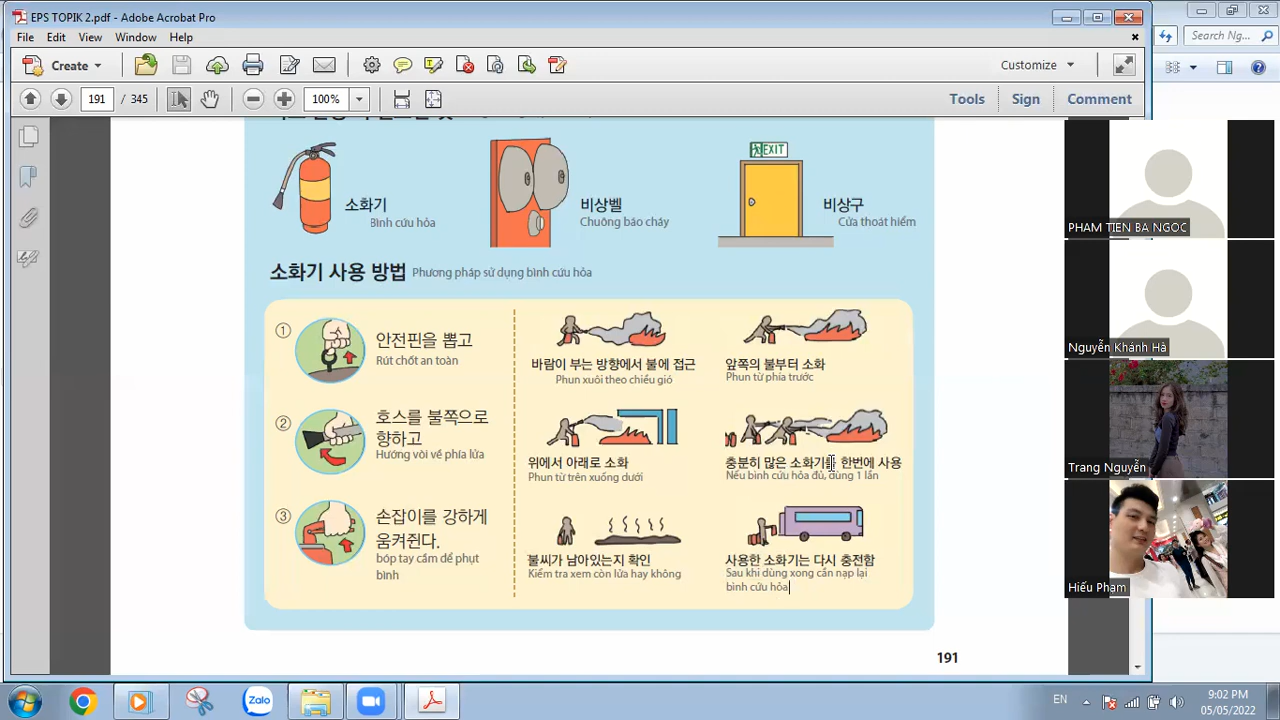 EPS TOPIK 2.pdf - Adobe Acrobat Pro
File Edit View Window Help
Create
Customize
191 / 345
100%
Tools Sign Comment
Search Ng...
EXIT
소화기
Bình cứu hỏa
비상벨
Chuông báo cháy
비상구
Cửa thoát hiểm
소화기 사용 방법 Phương pháp sử dụng bình cứu hỏa
①
안전핀을 뽑고
Rút chốt an toàn
②
호스를 불쪽으로
향하고
Hướng vòi về phía lửa
③
손잡이를 강하게
움켜쥔다.
bóp tay cầm để phụt
bình
바람이 부는 방향에서 불에 접근
Phun xuôi theo chiều gió
앞쪽의 불부터 소화
Phun từ phía trước
위에서 아래로 소화
Phun từ trên xuống dưới
충분히 많은 소화기를 한번에 사용
Nếu bình cứu hỏa đủ, dùng 1 lần
불씨가 남아있는지 확인
Kiểm tra xem còn lửa hay không
사용한 소화기는 다시 충전함
Sau khi dùng xong cần nạp lại
bình cứu hỏa
191
PHAM TIEN BA NGOC
Nguyễn Khánh Hà
Trang Nguyễn
Hiếu Phạm
Zalo
EN
9:02 PM
05/05/2022